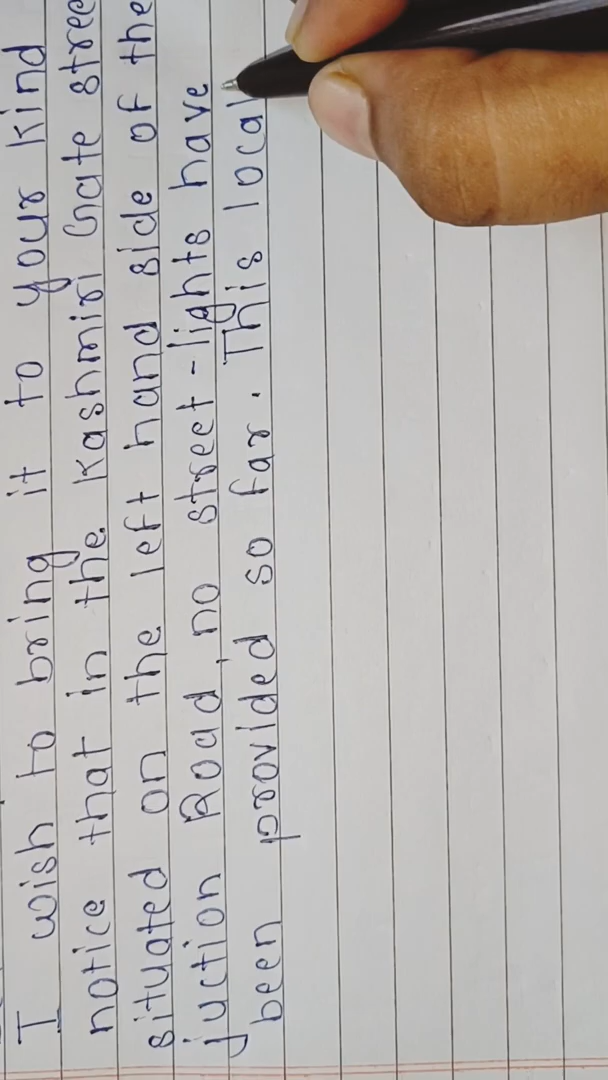 I wish to bring it to your kind
notice that in the Kashmiri Gate stree
situated on the left hand side of the
juction Road, no street-lights have
been provided so far. This local